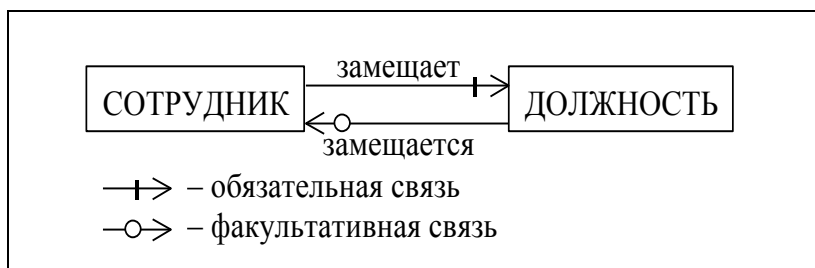 замещает
СОТРУДНИК
ДОЛЖНОСТЬ
замещается
– обязательная связь
– факультативная связь